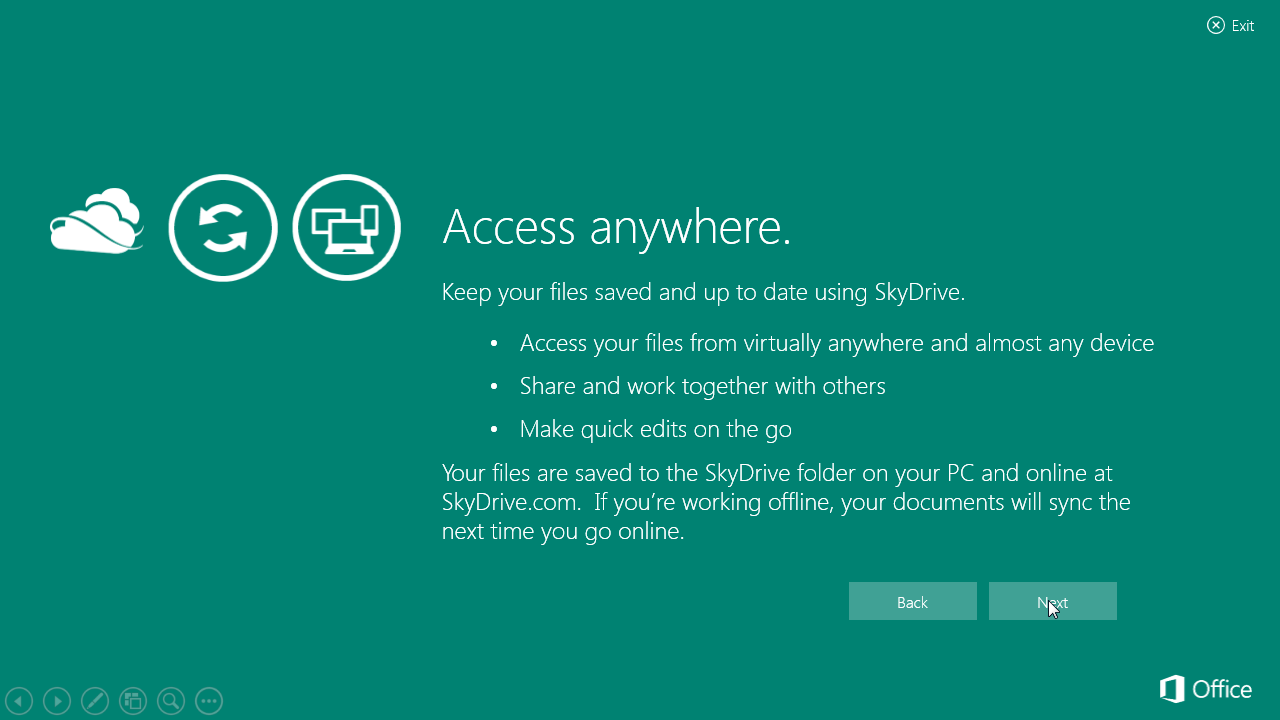 Exit
Access anywhere.
Keep your files saved and up to date using SkyDrive.
• Access your files from virtually anywhere and almost any device
• Share and work together with others
• Make quick edits on the go
Your files are saved to the SkyDrive folder on your PC and online at
SkyDrive.com.  If you’re working offline, your documents will sync the
next time you go online.
Back
Next
Office